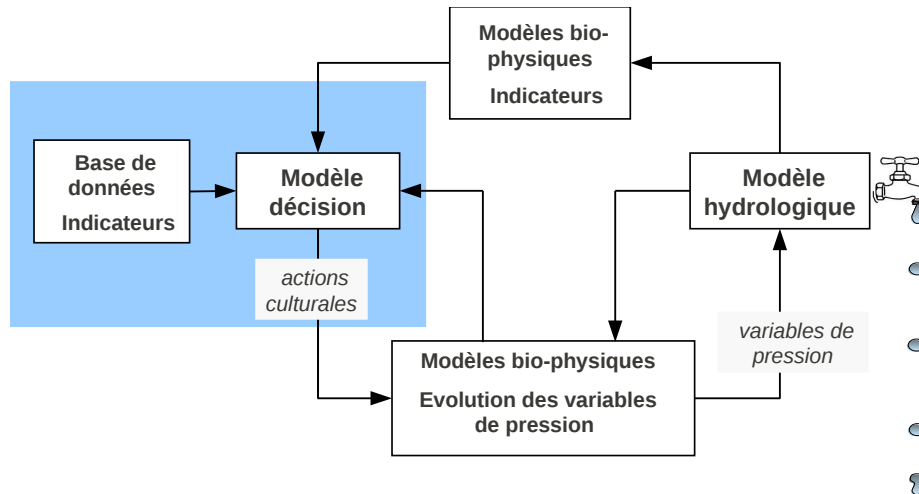 Modèles bio-
physiques
Indicateurs
Base de
données
Indicateurs
Modèle
décision
Modèle
hydrologique
actions
culturales
variables de
pression
Modèles bio-physiques
Evolution des variables
de pression